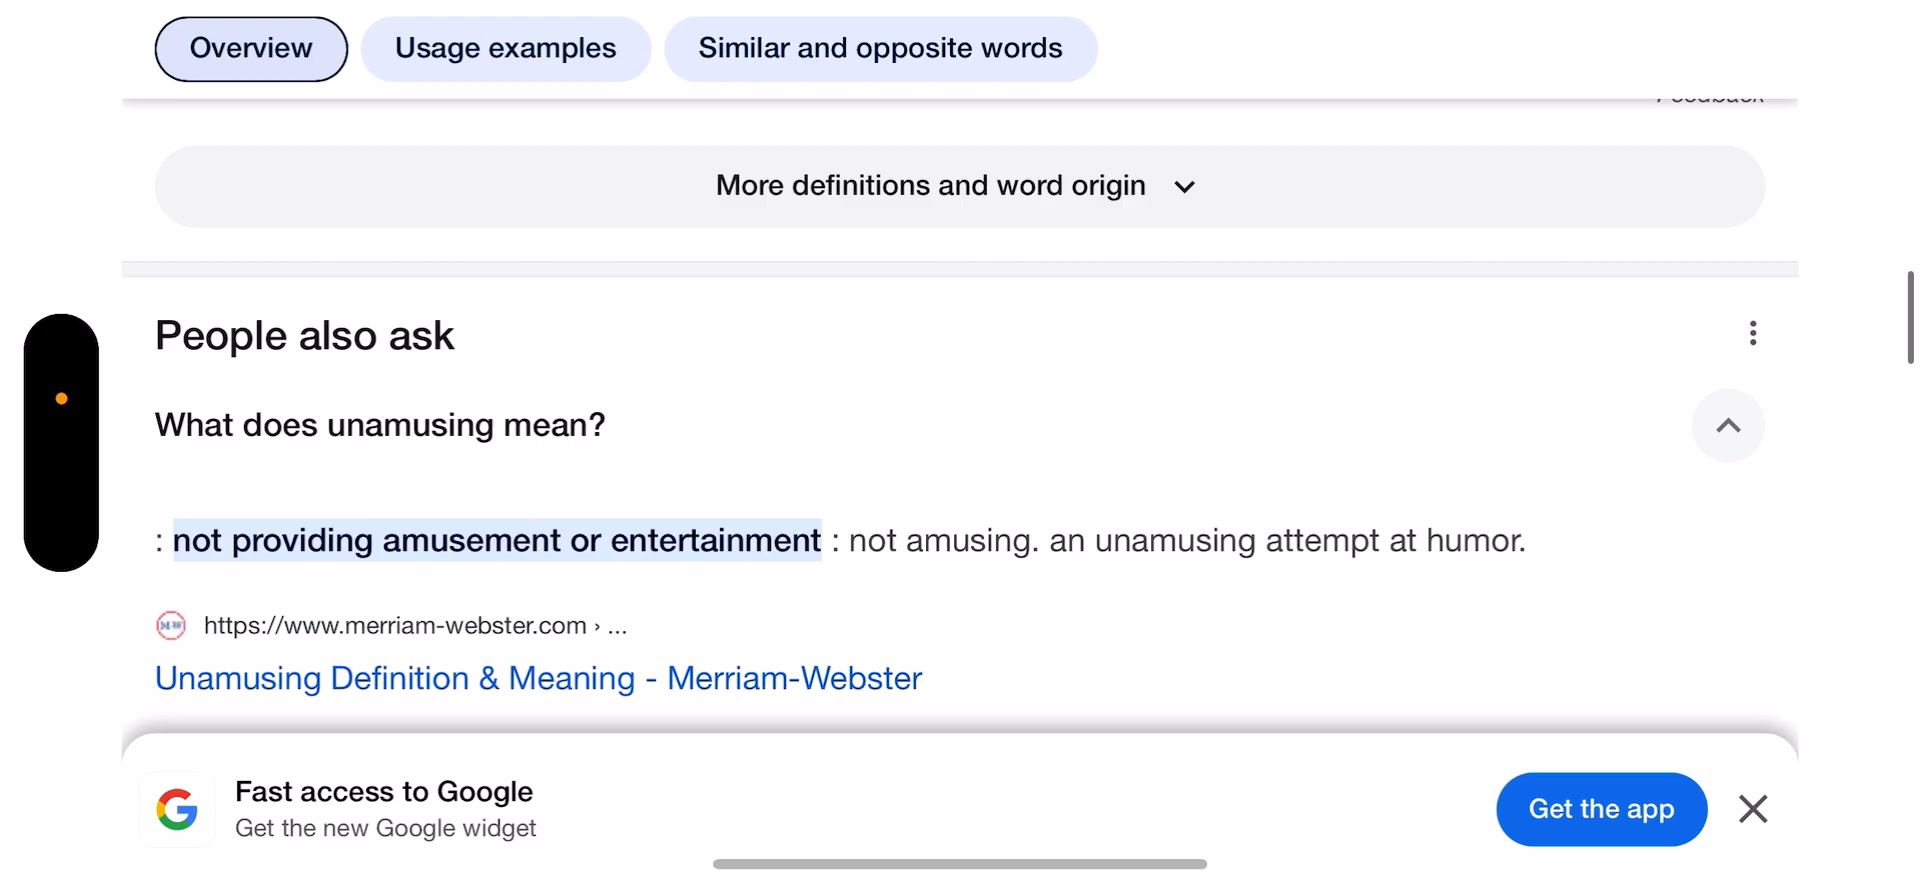 Overview Usage examples Similar and opposite words
Feedback
More definitions and word origin
People also ask
What does unamusing mean?
: not providing amusement or entertainment : not amusing. an unamusing attempt at humor.
https://www.merriam-webster.com › ...
Unamusing Definition & Meaning - Merriam-Webster
Fast access to Google
Get the new Google widget
Get the app